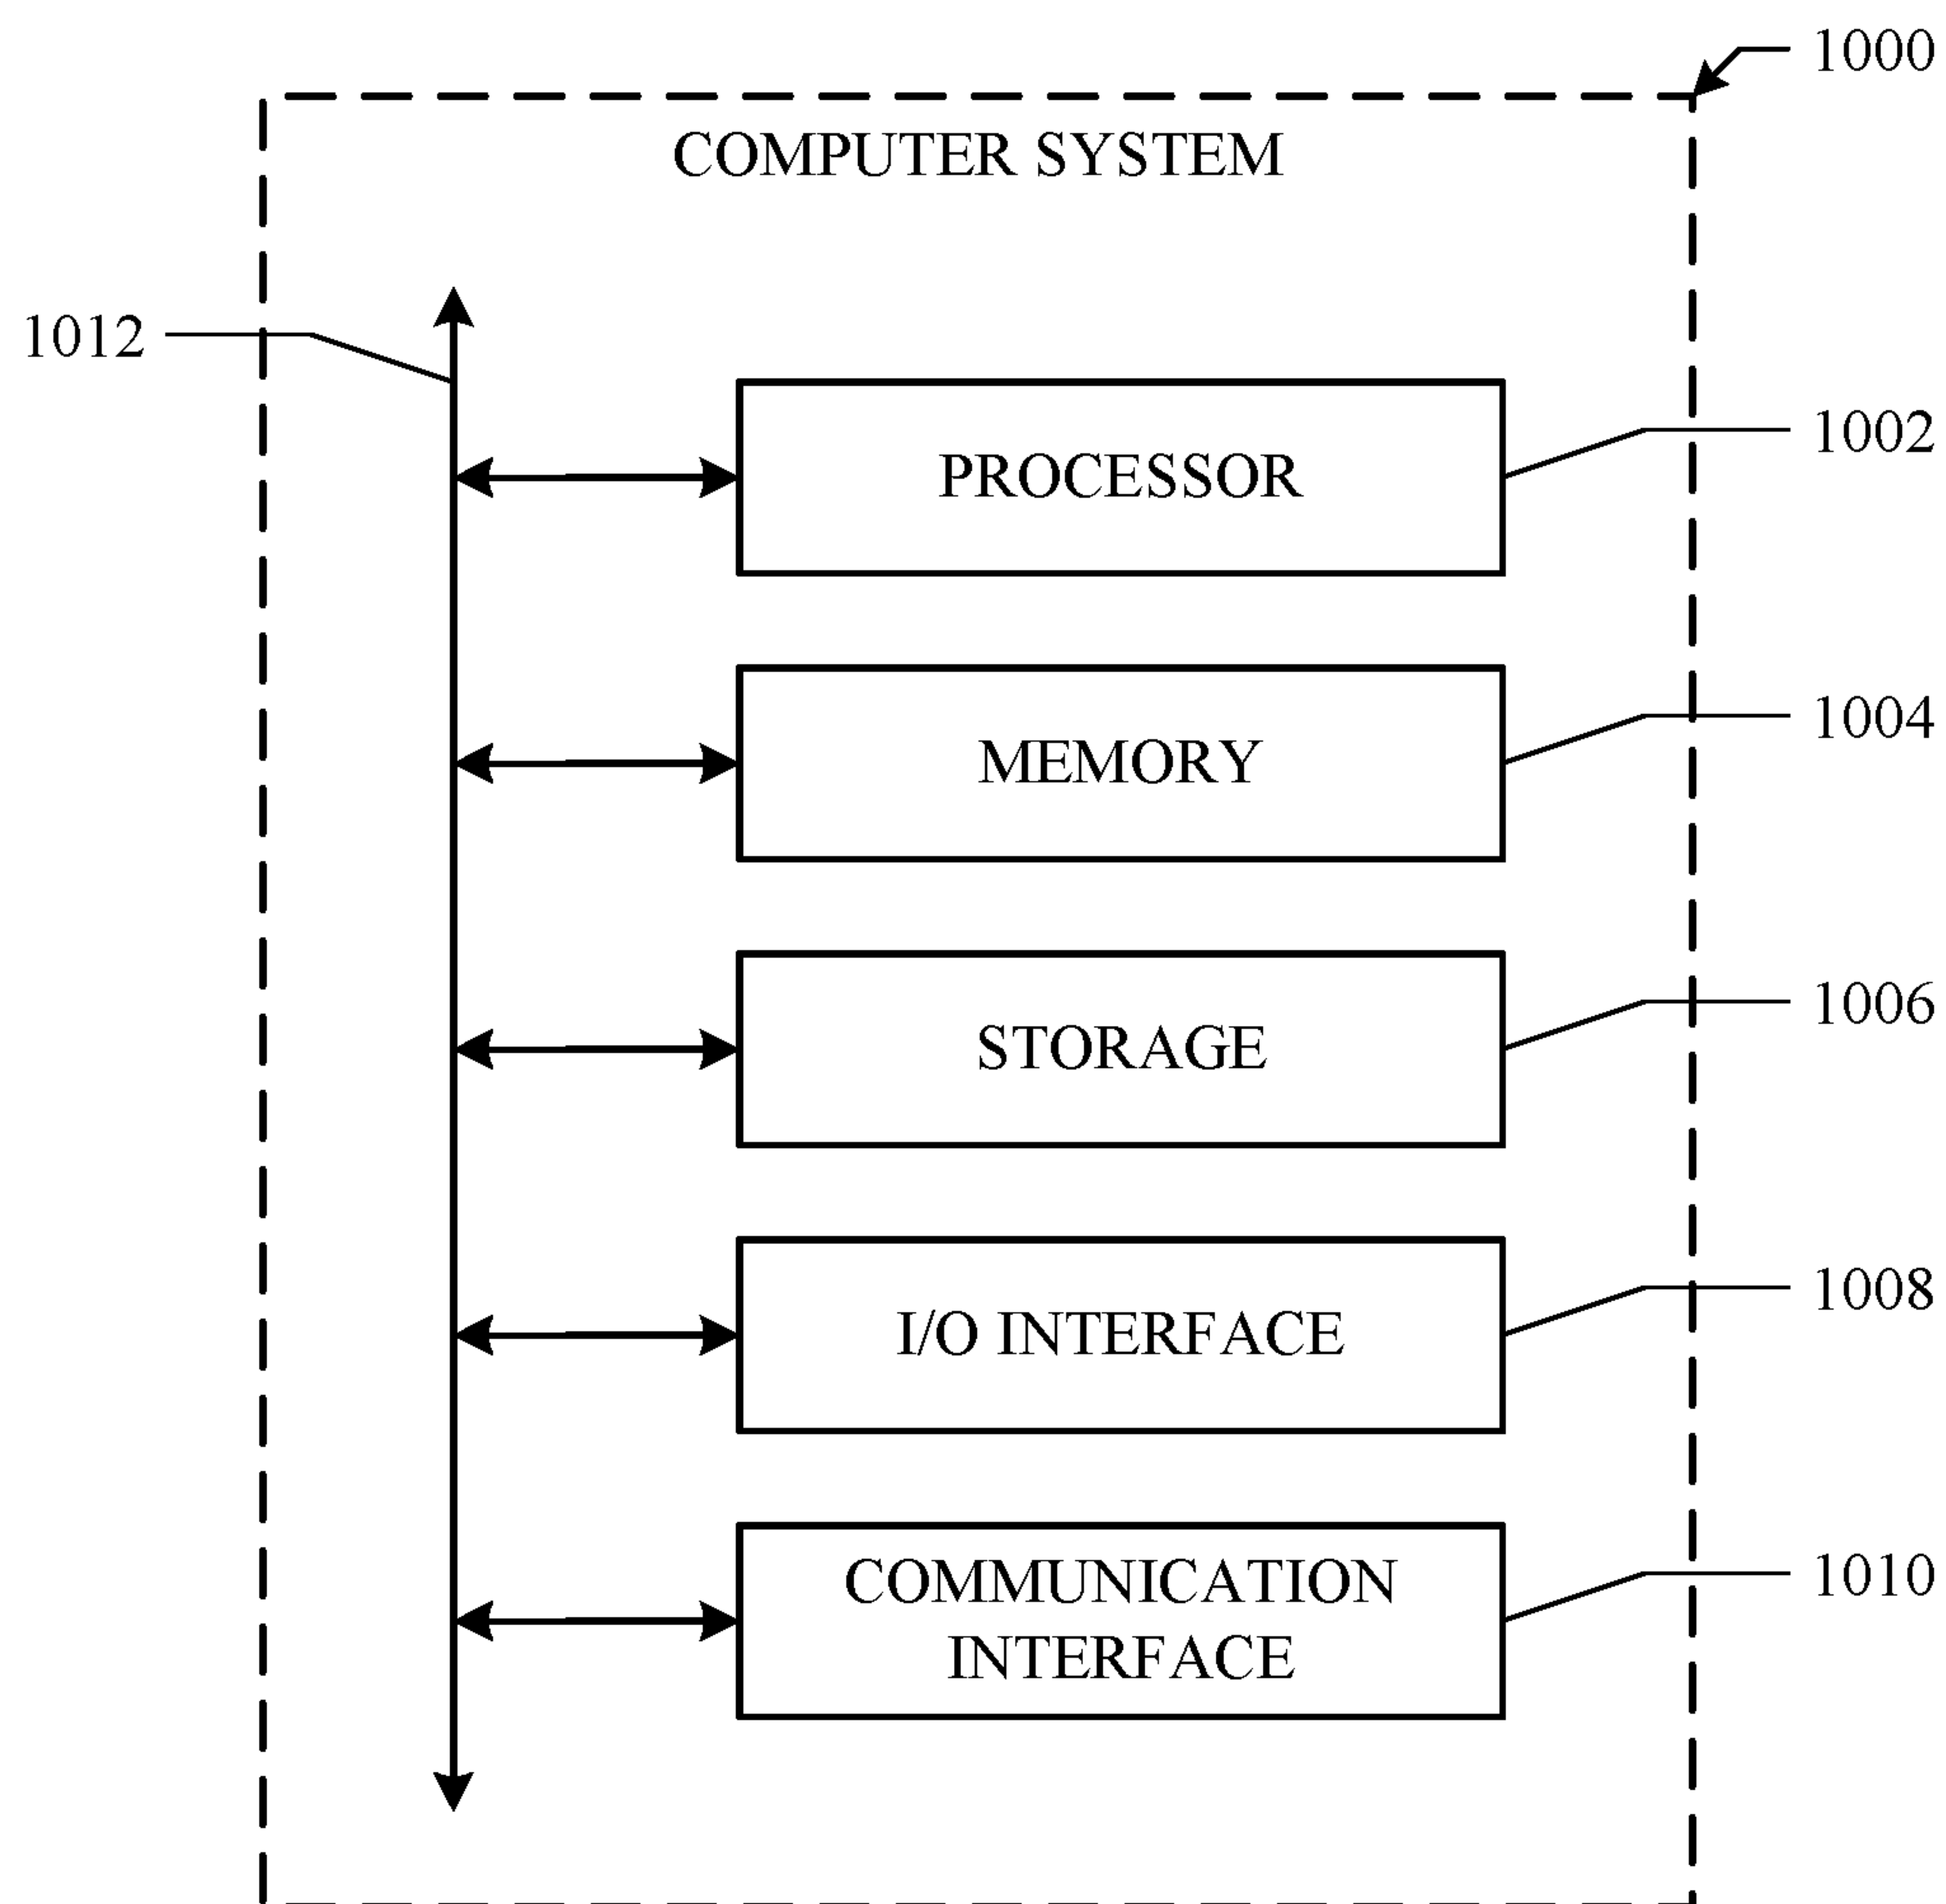 1000
COMPUTER SYSTEM
1012
PROCESSOR
1002
MEMORY
1004
STORAGE
1006
I/O INTERFACE
1008
COMMUNICATION
INTERFACE
1010